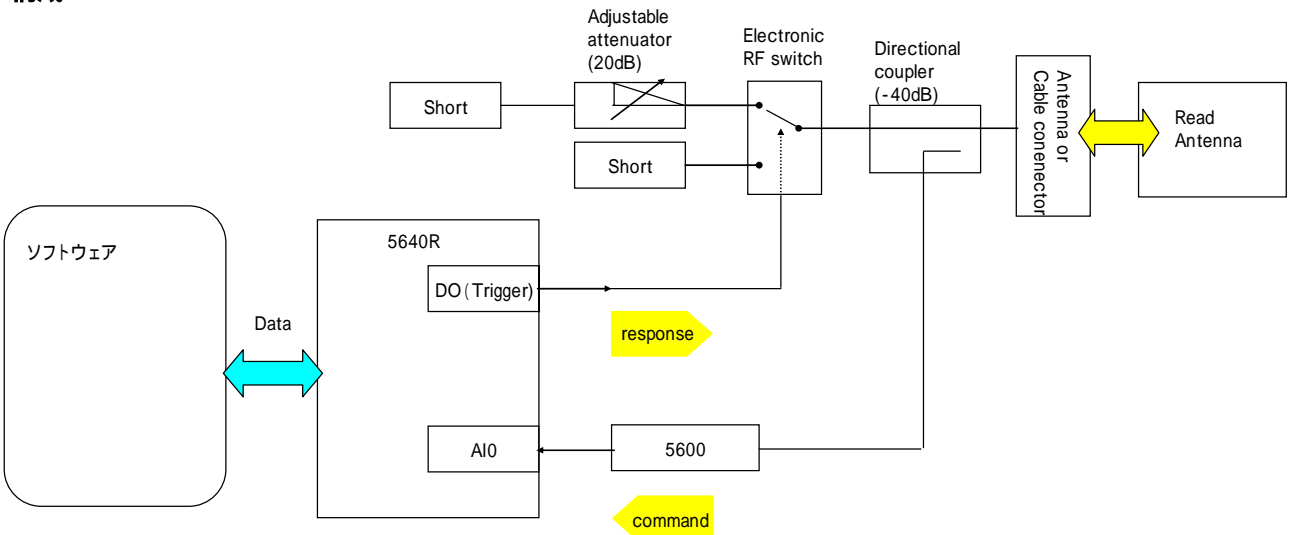 Adjustable
attenuator
(20dB)
Electronic
RF switch
Directional
coupler
(-40dB)
Short
Short
Antenna or
Cable conenector
Read
Antenna
ソフトウェア
5640R
DO(Trigger)
Data
response
AI0
5600
command